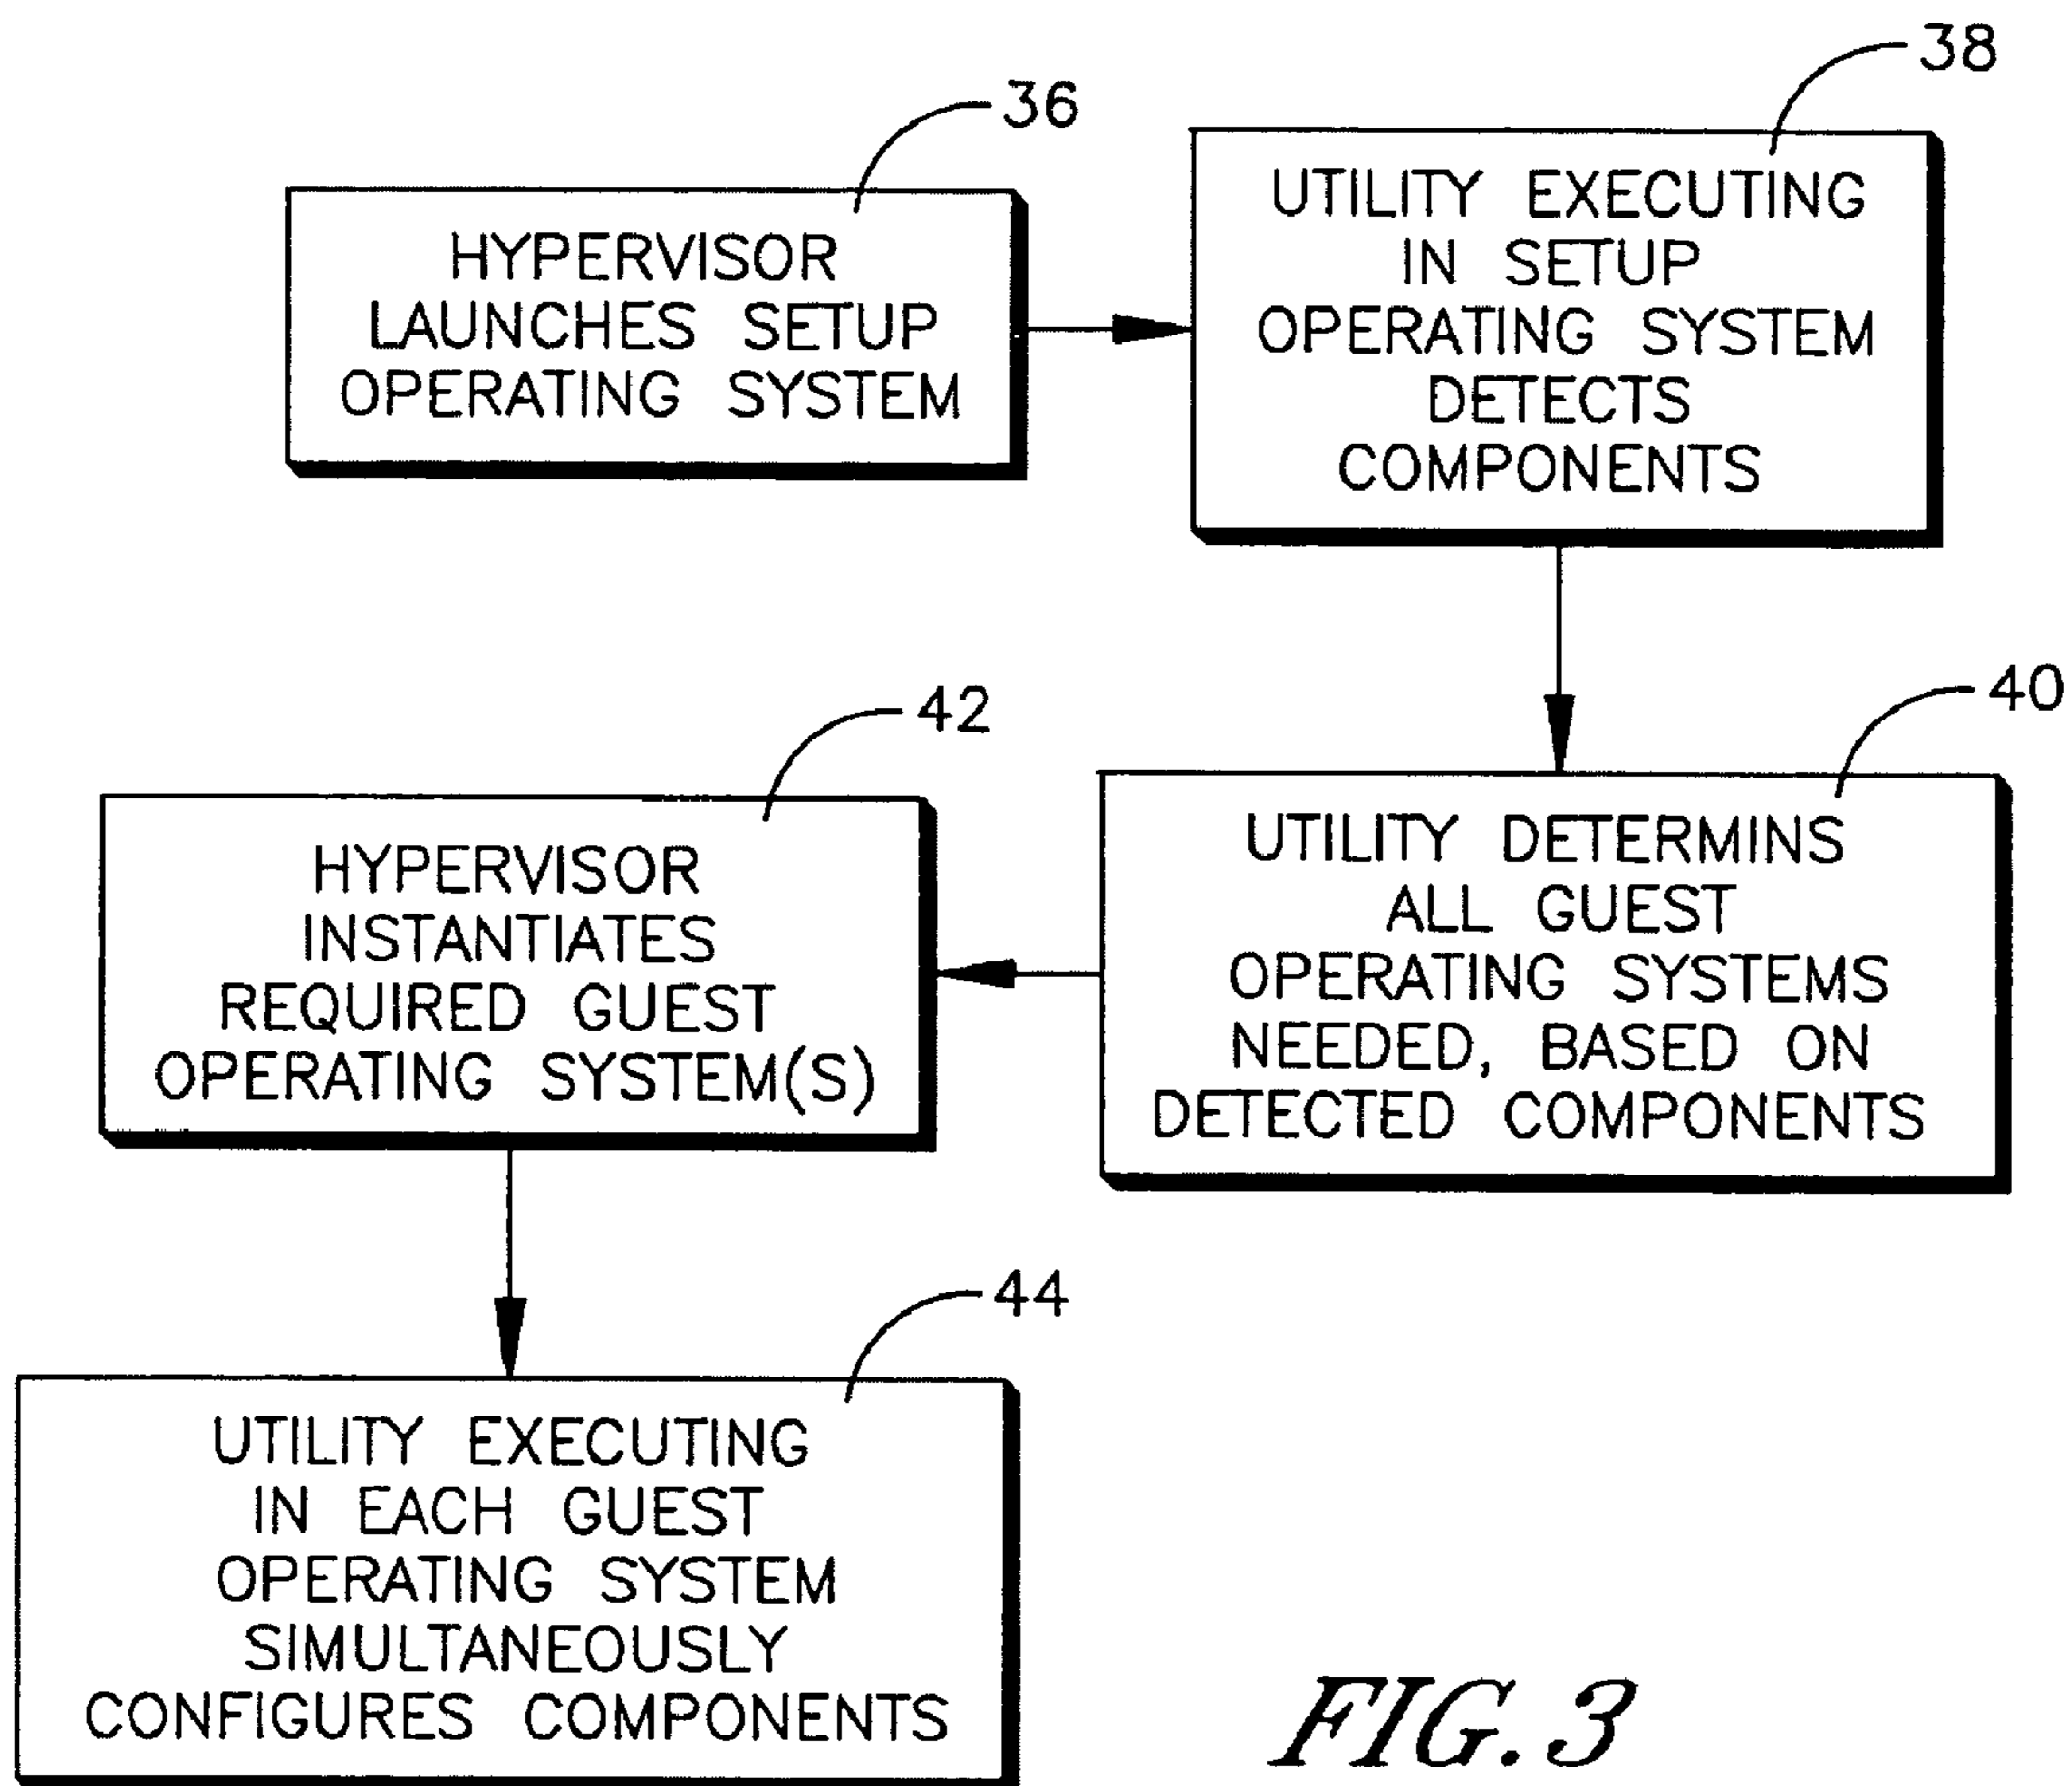 36
HYPERVISOR
LAUNCHES SETUP
OPERATING SYSTEM
38
UTILITY EXECUTING
IN SETUP
OPERATING SYSTEM
DETECTS
COMPONENTS
40
UTILITY DETERMINS
ALL GUEST
OPERATING SYSTEMS
NEEDED, BASED ON
DETECTED COMPONENTS
42
HYPERVISOR
INSTANTIATES
REQUIRED GUEST
OPERATING SYSTEM(S)
44
UTILITY EXECUTING
IN EACH GUEST
OPERATING SYSTEM
SIMULTANEOUSLY
CONFIGURES COMPONENTS
FIG. 3